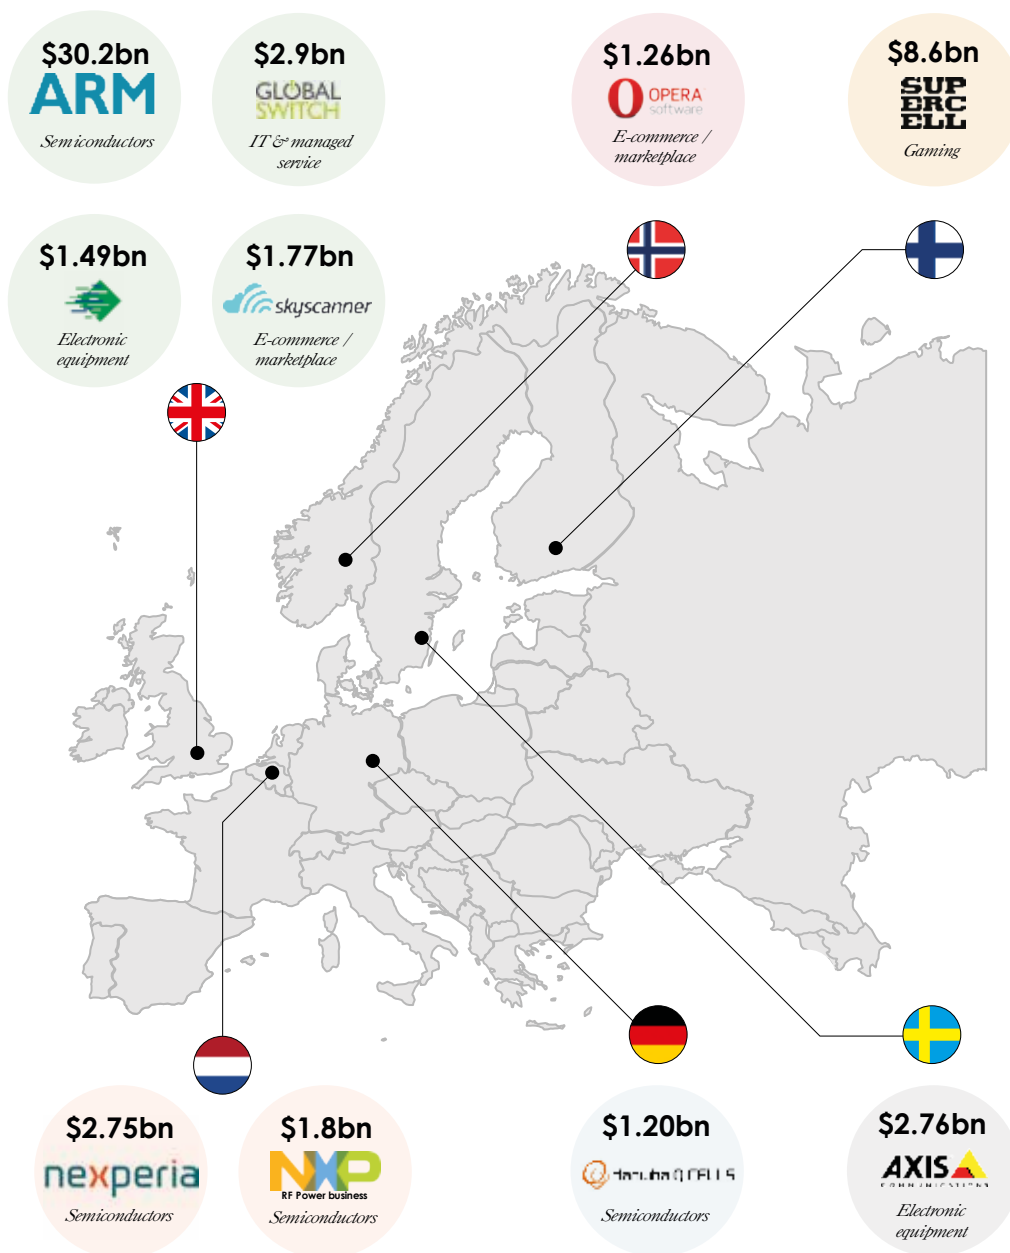 $30.2bn
ARM
Semiconductors
$2.9bn
GLOBAL
SWITCH
IT & managed
service
$1.26bn
OPERA
software
E-commerce /
marketplace
$8.6bn
SUP
ERC
ELL
Gaming
$1.49bn
Electronic
equipment
$1.77bn
skyscanner
E-commerce /
marketplace
$2.75bn
nexperia
Semiconductors
$1.8bn
NXP
RF Power business
Semiconductors
$1.20bn
Q CELLS
Semiconductors
$2.76bn
AXIS
COMMUNICATIONS
Electronic
equipment